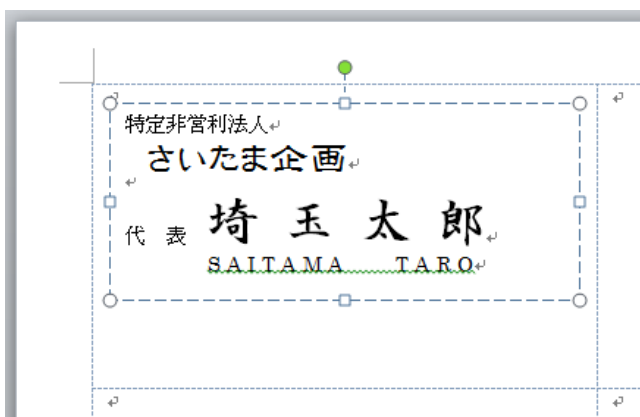 特定非営利法人
さいたま企画
代　表　埼　玉　太　郎
SAITAMA　　TARO